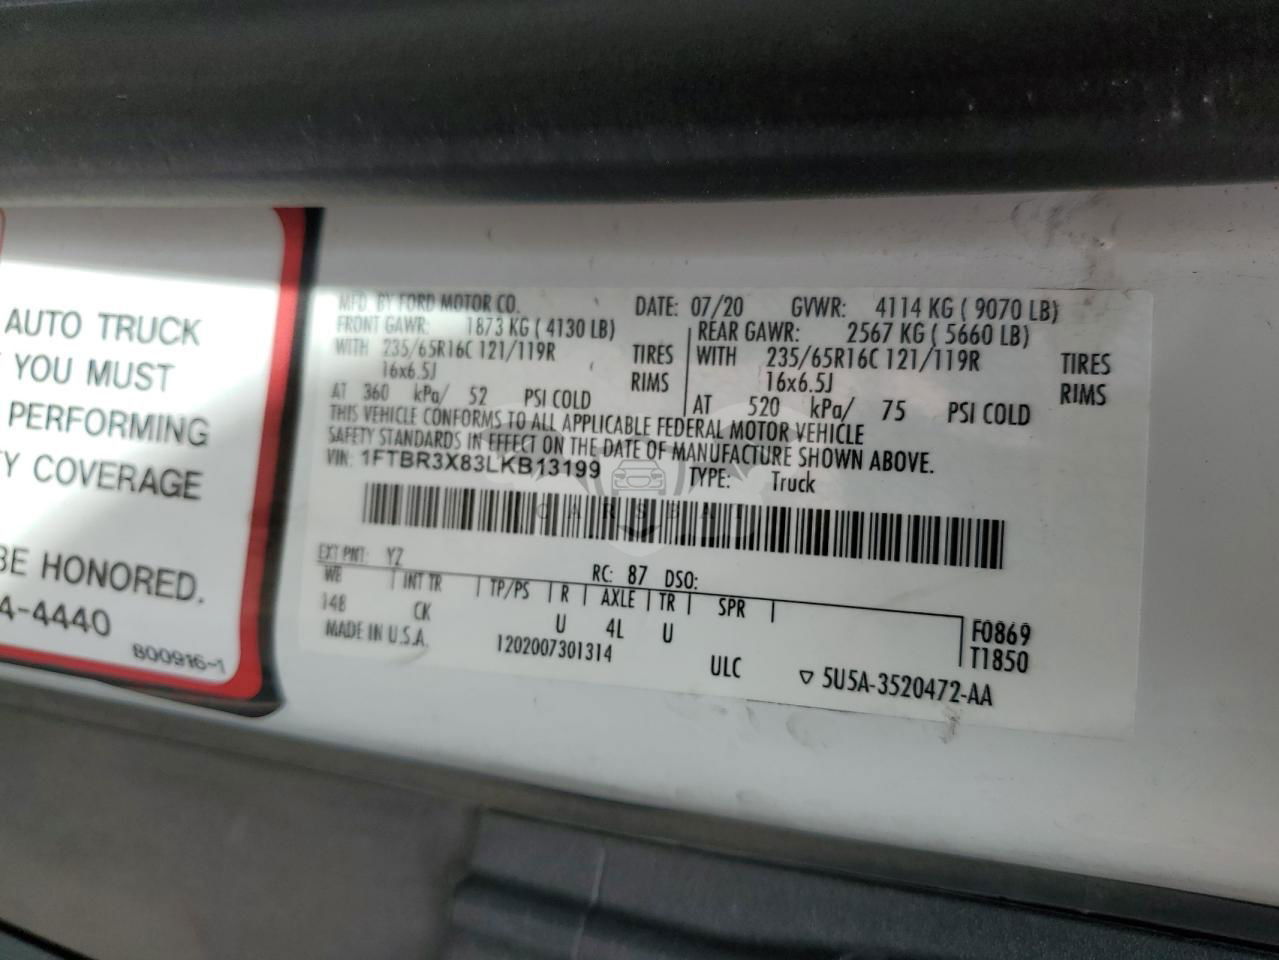 AUTO TRUCK
YOU MUST
PERFORMING
Y COVERAGE
BE HONORED.
4-4440
800916-1
MFD. BY FORD MOTOR CO. DATE: 07/20 GVWR: 4114 KG ( 9070 LB)
FRONT GAWR: 1873 KG ( 4130 LB) REAR GAWR: 2567 KG ( 5660 LB)
WITH 235/65R16C 121/119R TIRES WITH 235/65R16C 121/119R TIRES
16x6.5J RIMS 16x6.5J RIMS
AT 360 kPa/ 52 PSI COLD AT 520 kPa/ 75 PSI COLD
THIS VEHICLE CONFORMS TO ALL APPLICABLE FEDERAL MOTOR VEHICLE
SAFETY STANDARDS IN EFFECT ON THE DATE OF MANUFACTURE SHOWN ABOVE.
VIN: 1FTBR3X83LKB13199 TYPE: Truck
EXT PNT: YZ RC: 87 DSO:
WB INT TR TP/PS R AXLE TR SPR
148 CK U 4L U F0869
MADE IN U.S.A. 1202007301314 ULC T1850
5U5A-3520472-AA